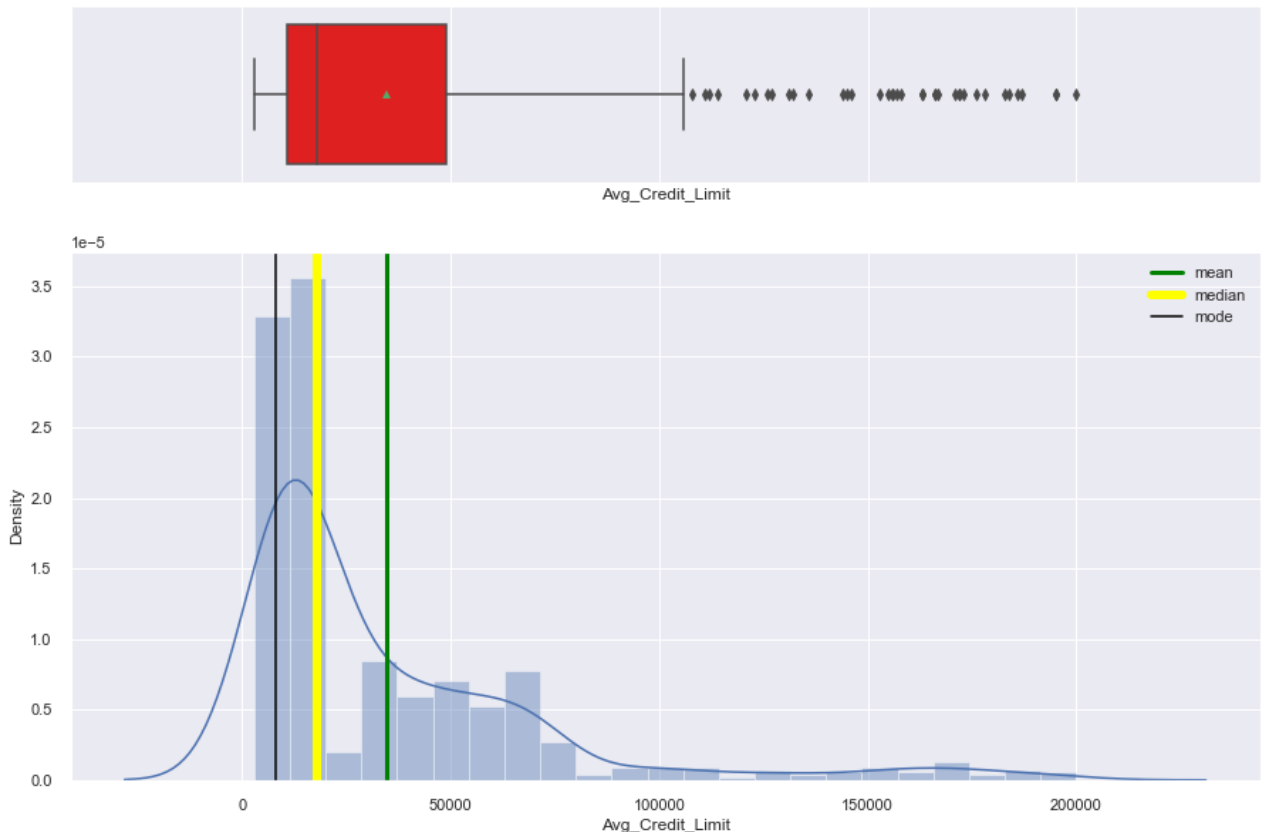 Avg_Credit_Limit
1e−5
mean
median
mode
3.5
3.0
2.5
2.0
1.5
1.0
0.5
0.0
Density
0 50000 100000 150000 200000
Avg_Credit_Limit